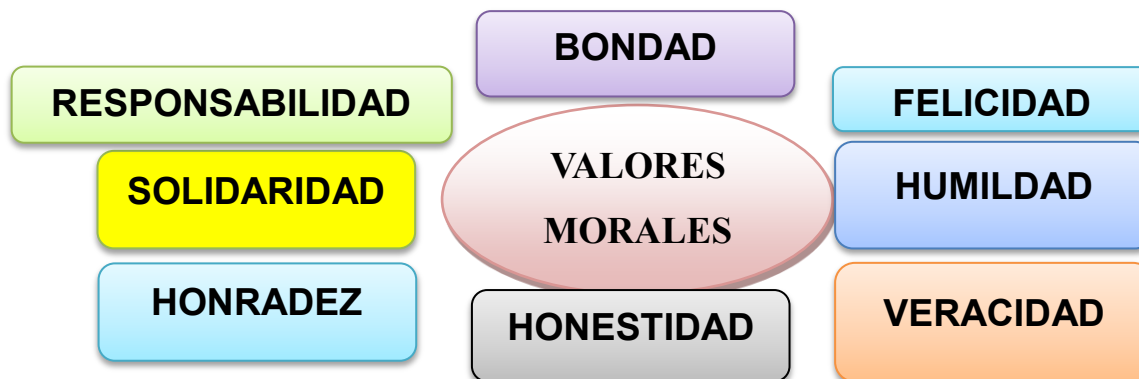 BONDAD
RESPONSABILIDAD
FELICIDAD
VALORES
MORALES
SOLIDARIDAD
HUMILDAD
HONRADEZ
HONESTIDAD
VERACIDAD